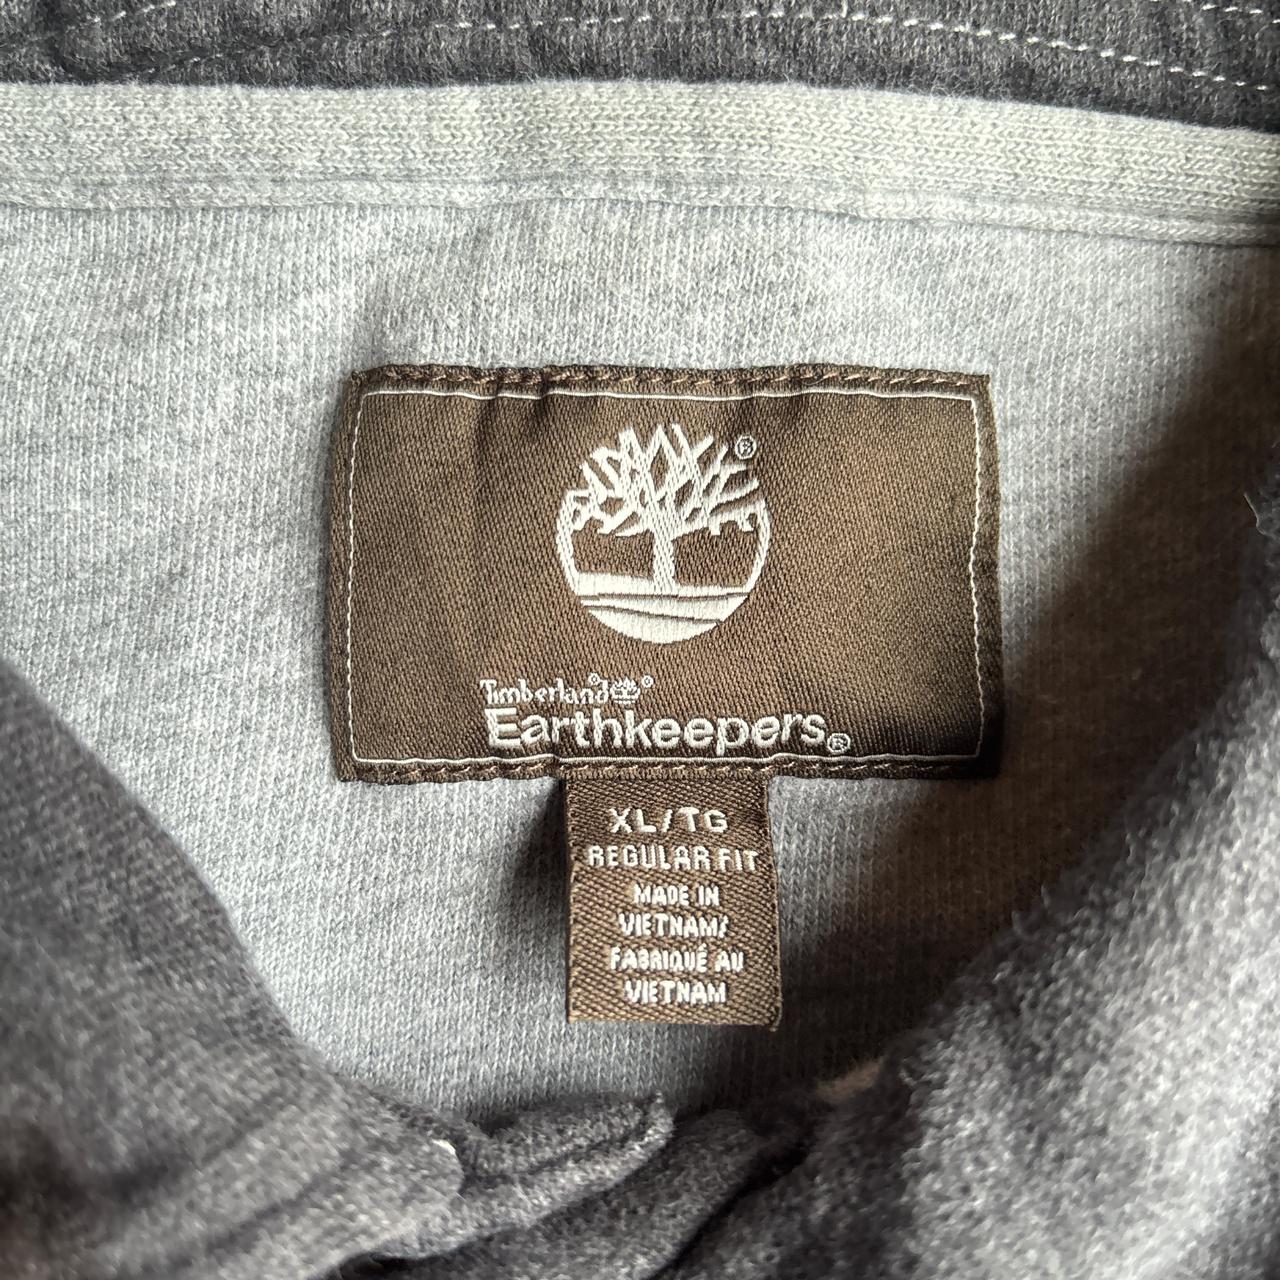 ®
Timberland® ®
Earthkeepers®
XL/TG
REGULAR FIT
MADE IN
VIETNAM/
FABRIQUÉ AU
VIETNAM